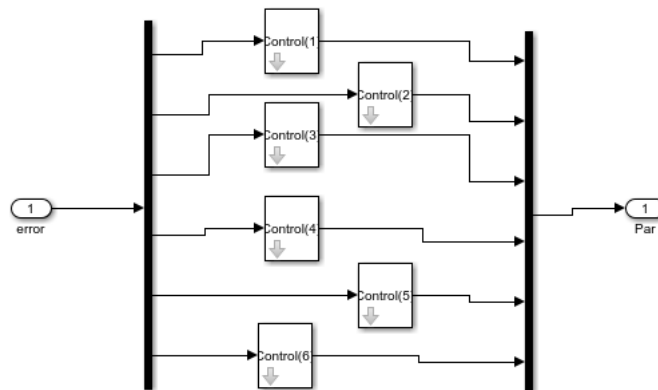 Control(1)
Control(2)
Control(3)
1
error
1
Par
Control(4)
Control(5)
Control(6)